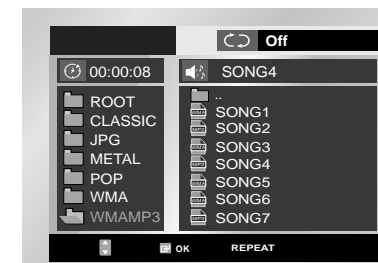 Off
00:00:08
SONG4
ROOT
CLASSIC
JPG
METAL
POP
WMA
WMAMP3
..
SONG1
SONG2
SONG3
SONG4
SONG5
SONG6
SONG7
OK REPEAT